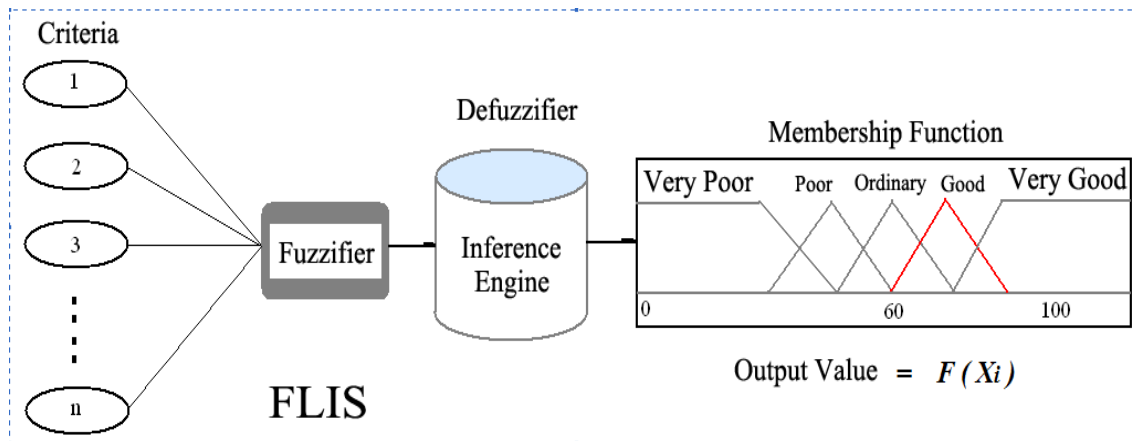 Criteria
1
2
3
n
Fuzzifier
FLIS
Defuzzifier
Inference
Engine
Membership Function
Very Poor Poor Ordinary Good Very Good
0 60 100
Output Value = F(Xi)